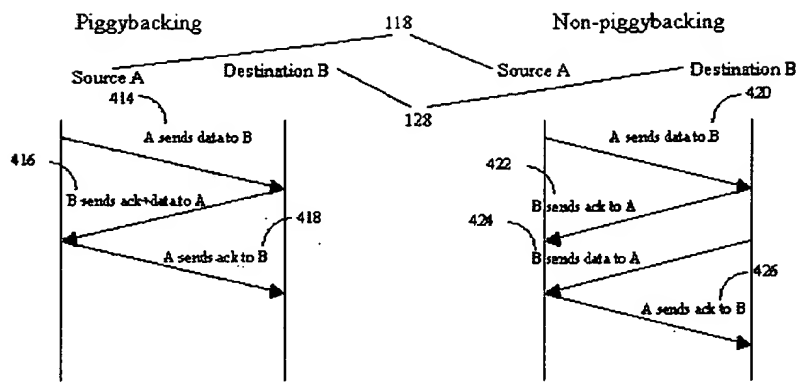 Piggybacking
118
Non-piggybacking
Source A
Destination B
Source A
Destination B
414
128
420
A sends data to B
A sends data to B
416
422
B sends ack+data to A
B sends ack to A
418
424
A sends ack to B
B sends data to A
426
A sends ack to B